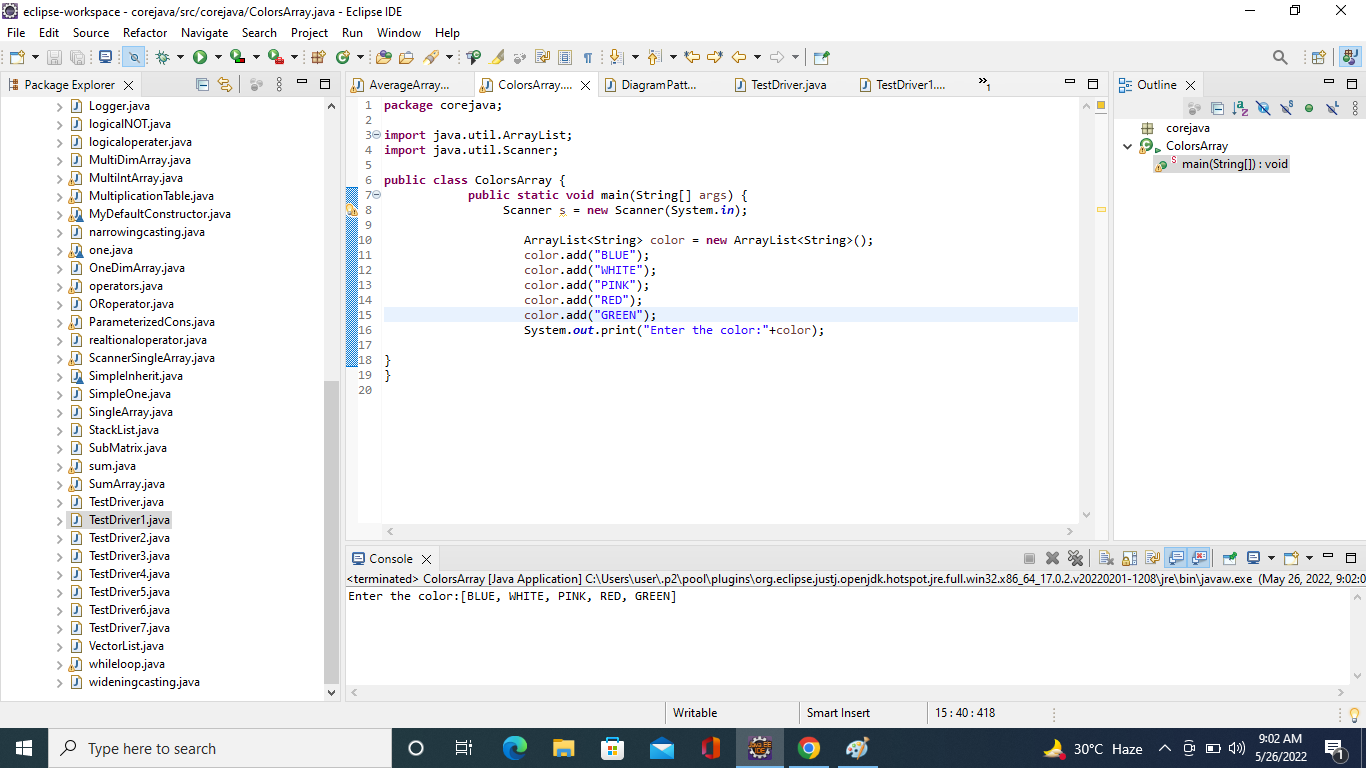 eclipse-workspace - corejava/src/corejava/ColorsArray.java - Eclipse IDE
File Edit Source Refactor Navigate Search Project Run Window Help
Package Explorer
Logger.java
logicalNOT.java
logicaloperater.java
MultiDimArray.java
MultiIntArray.java
MultiplicationTable.java
MyDefaultConstructor.java
narrowingcasting.java
one.java
OneDimArray.java
operators.java
ORoperator.java
ParameterizedCons.java
realtionaloperator.java
ScannerSingleArray.java
SimpleInherit.java
SimpleOne.java
SingleArray.java
StackList.java
SubMatrix.java
sum.java
SumArray.java
TestDriver.java
TestDriver1.java
TestDriver2.java
TestDriver3.java
TestDriver4.java
TestDriver5.java
TestDriver6.java
TestDriver7.java
VectorList.java
whileloop.java
wideningcasting.java
AverageArray... ColorsArray.... DiagramPatt... TestDriver.java TestDriver1.... »1
1 package corejava;
2
3 import java.util.ArrayList;
4 import java.util.Scanner;
5
6 public class ColorsArray {
7 public static void main(String[] args) {
8 Scanner s = new Scanner(System.in);
9
10 ArrayList<String> color = new ArrayList<String>();
11 color.add("BLUE");
12 color.add("WHITE");
13 color.add("PINK");
14 color.add("RED");
15 color.add("GREEN");
16 System.out.print("Enter the color:"+color);
17
18 }
19 }
20
Outline
corejava
ColorsArray
main(String[]) : void
Console
<terminated> ColorsArray [Java Application] C:\Users\user\.p2\pool\plugins\org.eclipse.justj.openjdk.hotspot.jre.full.win32.x86_64_17.0.2.v20220201-1208\jre\bin\javaw.exe (May 26, 2022, 9:02:0
Enter the color:[BLUE, WHITE, PINK, RED, GREEN]
Writable Smart Insert 15 : 40 : 418
Type here to search
30°C Haze
9:02 AM
5/26/2022
1